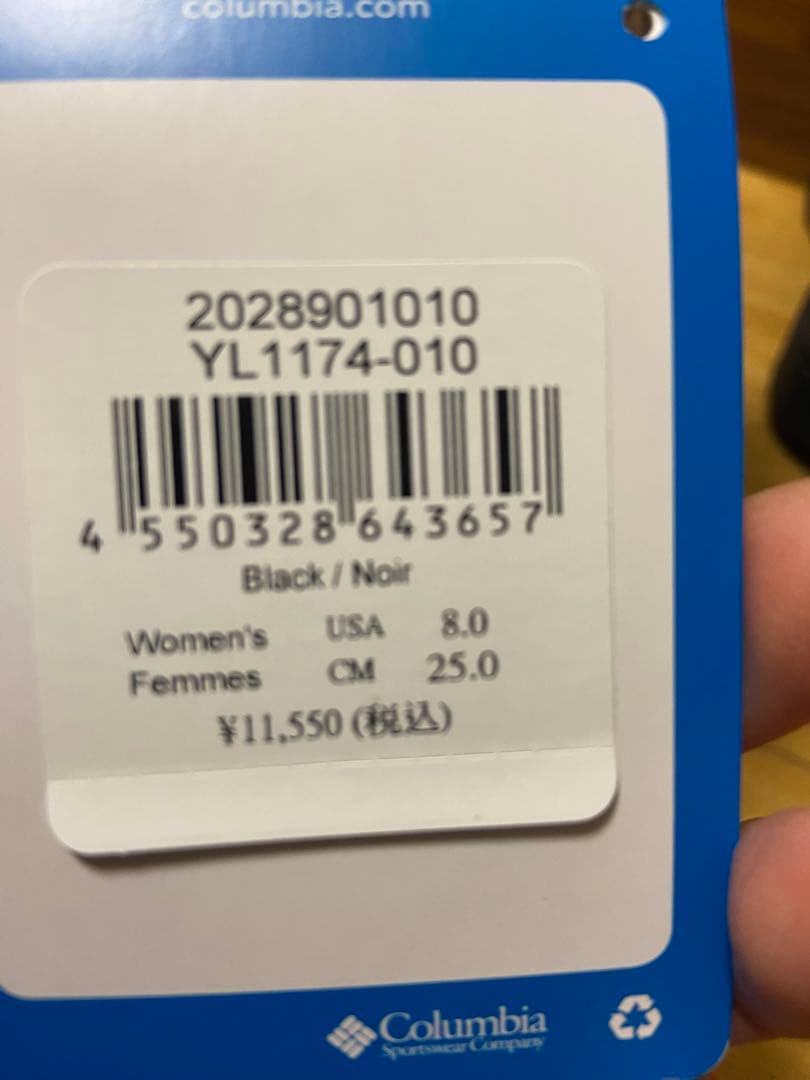 columbia.com
2028901010
YL1174-010
4 550328 643657
Black / Noir
Women's USA 8.0
Femmes CM 25.0
¥11,550 (税込)
Columbia
Sportswear Company